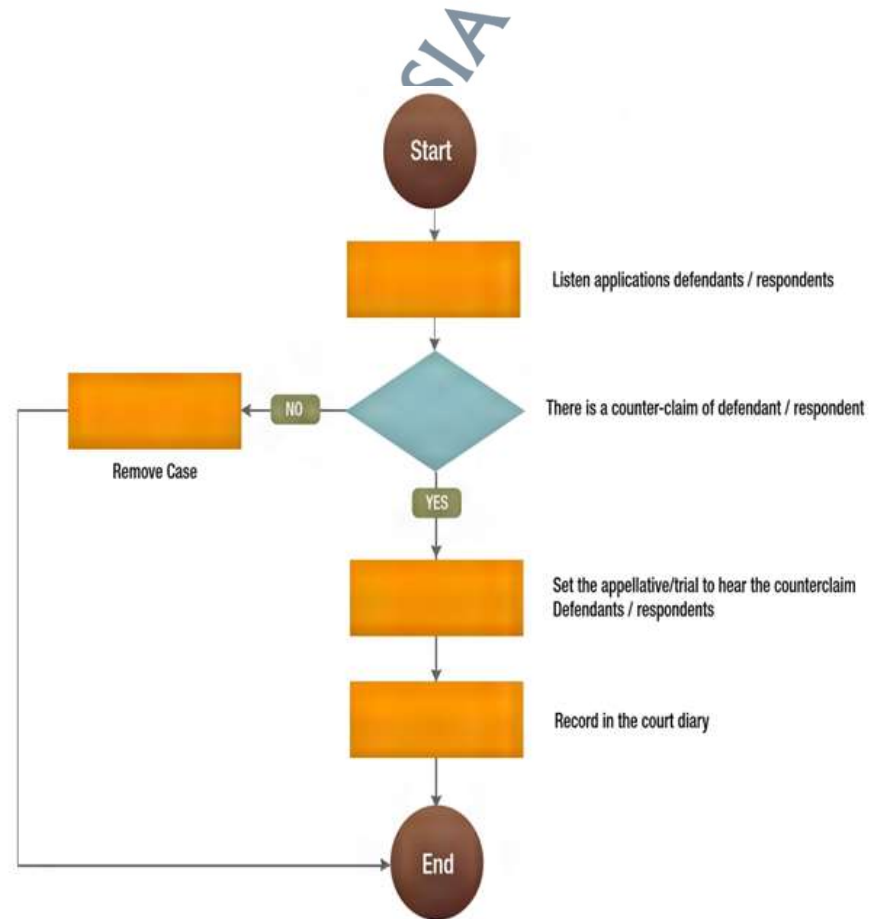 SIA
Start
Listen applications defendants / respondents
NO
There is a counter-claim of defendant / respondent
Remove Case
YES
Set the appellative/trial to hear the counterclaim
Defendants / respondents
Record in the court diary
End